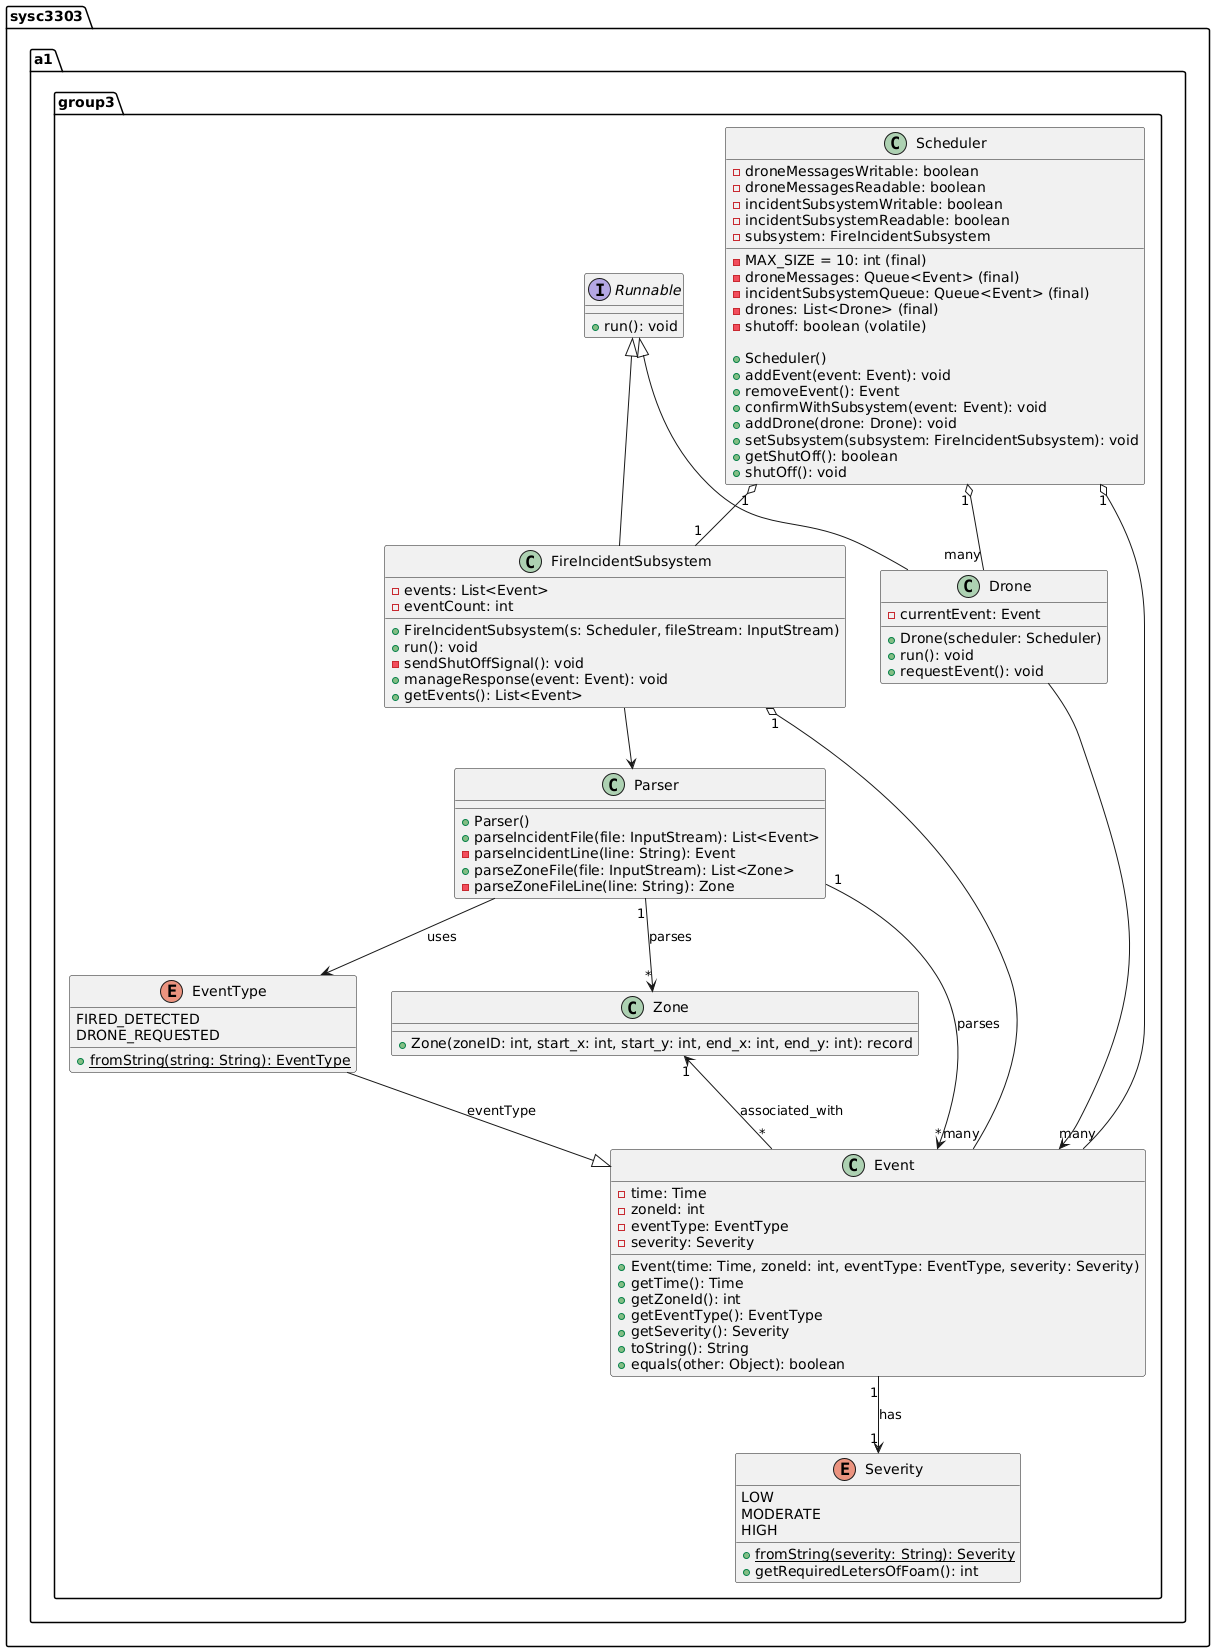 sysc3303
a1
group3
C Scheduler
droneMessagesWritable: boolean
droneMessagesReadable: boolean
incidentSubsystemWritable: boolean
incidentSubsystemReadable: boolean
subsystem: FireIncidentSubsystem
MAX_SIZE = 10: int (final)
droneMessages: Queue<Event> (final)
incidentSubsystemQueue: Queue<Event> (final)
drones: List<Drone> (final)
shutoff: boolean (volatile)
Scheduler()
addEvent(event: Event): void
removeEvent(): Event
confirmWithSubsystem(event: Event): void
addDrone(drone: Drone): void
setSubsystem(subsystem: FireIncidentSubsystem): void
getShutOff(): boolean
shutOff(): void
I Runnable
run(): void
1
1
1
1
many
C FireIncidentSubsystem
events: List<Event>
eventCount: int
FireIncidentSubsystem(s: Scheduler, fileStream: InputStream)
run(): void
sendShutOffSignal(): void
manageResponse(event: Event): void
getEvents(): List<Event>
C Drone
currentEvent: Event
Drone(scheduler: Scheduler)
run(): void
requestEvent(): void
1
C Parser
Parser()
parseIncidentFile(file: InputStream): List<Event>
parseIncidentLine(line: String): Event
parseZoneFile(file: InputStream): List<Zone>
parseZoneFileLine(line: String): Zone
1
1
uses
parses
*
E EventType
FIRED_DETECTED
DRONE_REQUESTED
fromString(string: String): EventType
C Zone
Zone(zoneID: int, start_x: int, start_y: int, end_x: int, end_y: int): record
parses
1
eventType
associated_with
*
*
many
many
C Event
time: Time
zoneId: int
eventType: EventType
severity: Severity
Event(time: Time, zoneId: int, eventType: EventType, severity: Severity)
getTime(): Time
getZoneId(): int
getEventType(): EventType
getSeverity(): Severity
toString(): String
equals(other: Object): boolean
1
has
1
E Severity
LOW
MODERATE
HIGH
fromString(severity: String): Severity
getRequiredLetersOfFoam(): int